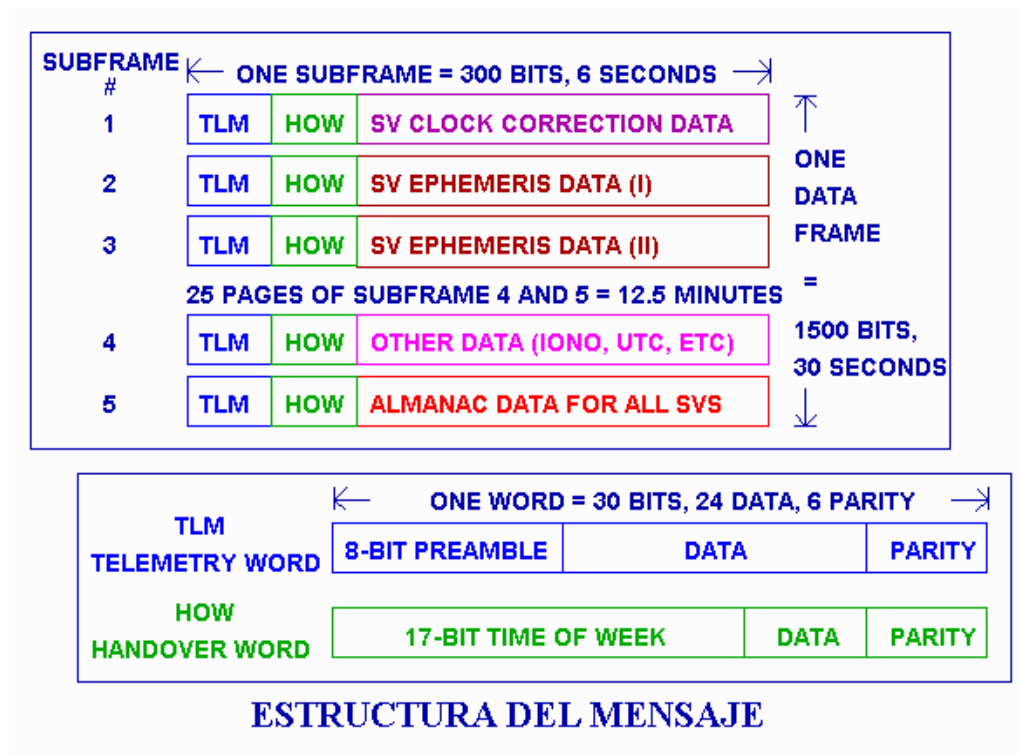 SUBFRAME
#
ONE SUBFRAME = 300 BITS, 6 SECONDS
1 TLM HOW SV CLOCK CORRECTION DATA
2 TLM HOW SV EPHEMERIS DATA (I)
3 TLM HOW SV EPHEMERIS DATA (II)
25 PAGES OF SUBFRAME 4 AND 5 = 12.5 MINUTES
4 TLM HOW OTHER DATA (IONO, UTC, ETC)
5 TLM HOW ALMANAC DATA FOR ALL SVS
ONE
DATA
FRAME
=
1500 BITS,
30 SECONDS
ONE WORD = 30 BITS, 24 DATA, 6 PARITY
TLM
TELEMETRY WORD
8-BIT PREAMBLE DATA PARITY
HOW
HANDOVER WORD
17-BIT TIME OF WEEK DATA PARITY
ESTRUCTURA DEL MENSAJE